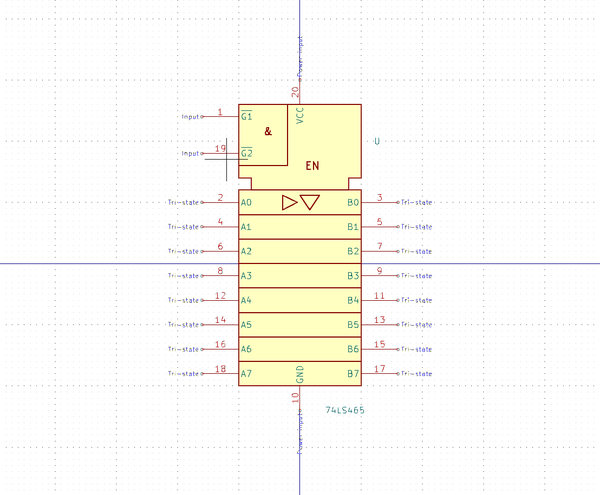 Power input
20
VCC
Input 1 G1
&
U
Input 19 G2
EN
Tri-state 2 A0 B0 3 Tri-state
Tri-state 4 A1 B1 5 Tri-state
Tri-state 6 A2 B2 7 Tri-state
Tri-state 8 A3 B3 9 Tri-state
Tri-state 12 A4 B4 11 Tri-state
Tri-state 14 A5 B5 13 Tri-state
Tri-state 16 A6 B6 15 Tri-state
Tri-state 18 A7 B7 17 Tri-state
GND
10
74LS465
Power input